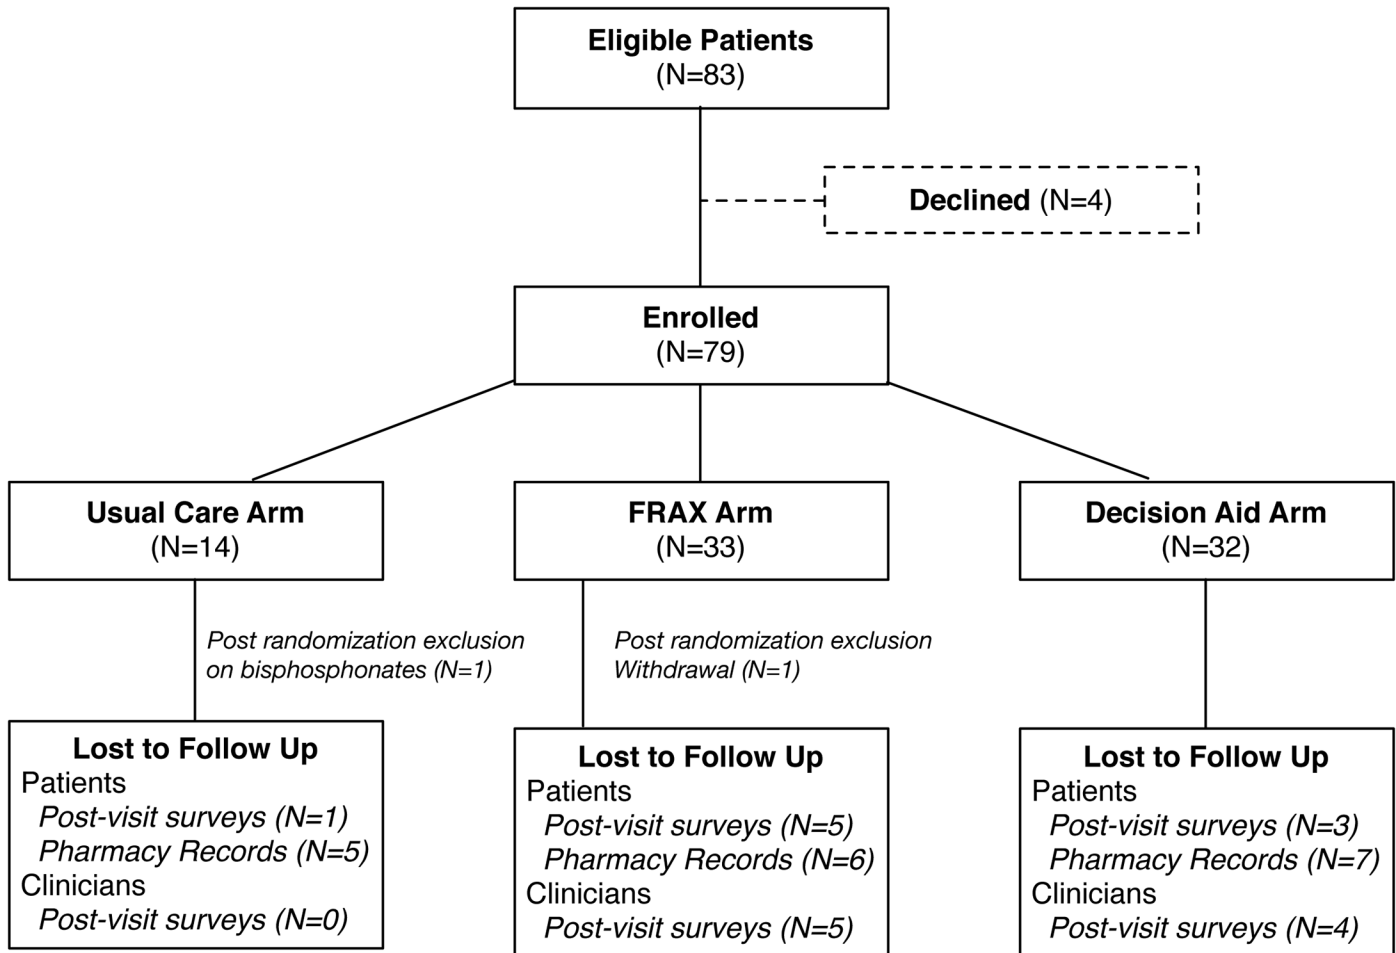 Eligible Patients
(N=83)
Declined (N=4)
Enrolled
(N=79)
Usual Care Arm
(N=14)
FRAX Arm
(N=33)
Decision Aid Arm
(N=32)
Post randomization exclusion
on bisphosphonates (N=1)
Post randomization exclusion
Withdrawal (N=1)
Lost to Follow Up
Patients
Post-visit surveys (N=1)
Pharmacy Records (N=5)
Clinicians
Post-visit surveys (N=0)
Lost to Follow Up
Patients
Post-visit surveys (N=5)
Pharmacy Records (N=6)
Clinicians
Post-visit surveys (N=5)
Lost to Follow Up
Patients
Post-visit surveys (N=3)
Pharmacy Records (N=7)
Clinicians
Post-visit surveys (N=4)